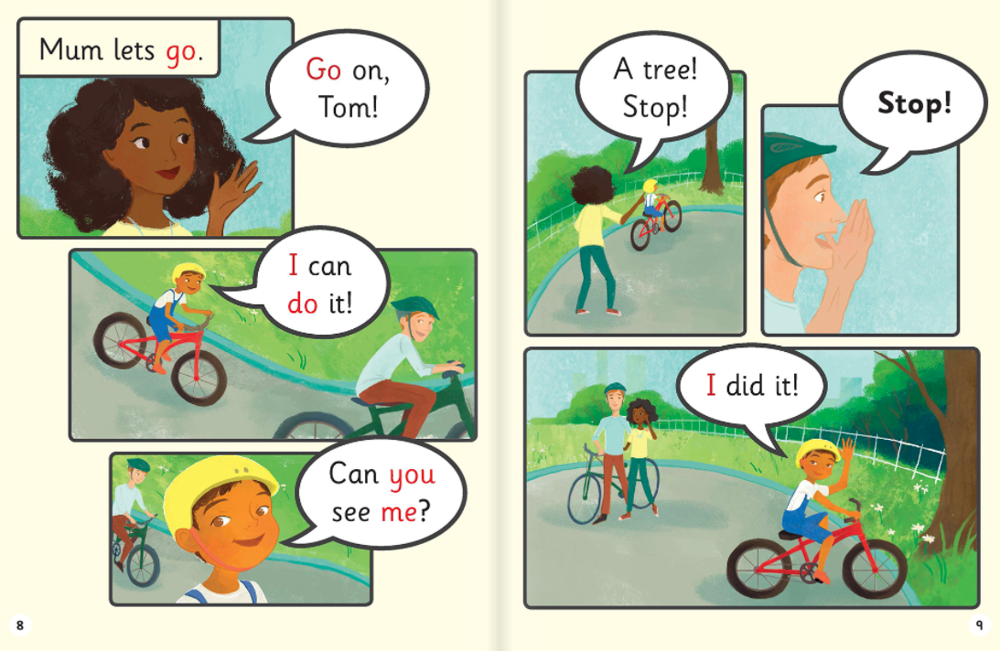 Mum lets go.
Go on,
Tom!
I can
do it!
Can you
see me?
8
A tree!
Stop!
Stop!
I did it!
9